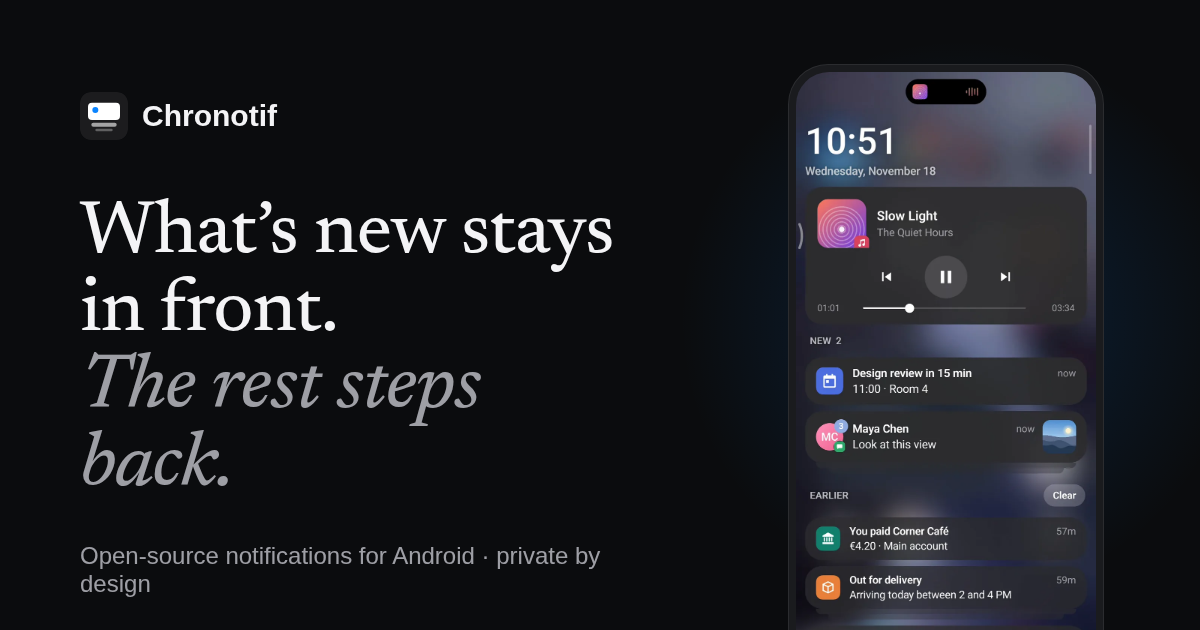 Chronotif
What’s new stays
in front.
The rest steps
back.
Open-source notifications for Android · private by
design
10:51
Wednesday, November 18
Slow Light
The Quiet Hours
01:01
03:34
NEW 2
Design review in 15 min
now
11:00 · Room 4
MC
3
Maya Chen
now
Look at this view
EARLIER
Clear
You paid Corner Café
57m
€4.20 · Main account
Out for delivery
59m
Arriving today between 2 and 4 PM